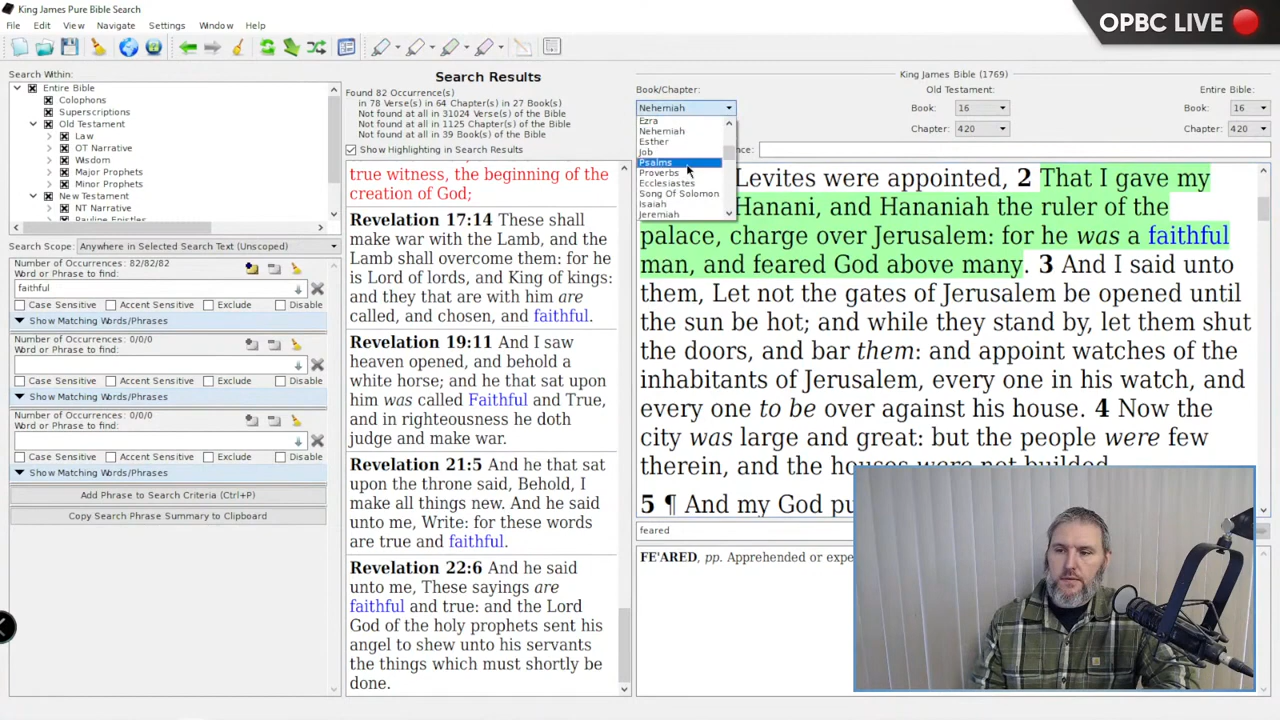 King James Pure Bible Search
File Edit View Navigate Settings Window Help
OPBC LIVE
Search Within:
Entire Bible
Colophons
Superscriptions
Old Testament
Law
OT Narrative
Wisdom
Major Prophets
Minor Prophets
New Testament
NT Narrative
Pauline Epistles
Search Scope: Anywhere in Selected Search Text (Unscoped)
Number of Occurrences: 82/82/82
Word or Phrase to find:
faithful
Case Sensitive Accent Sensitive Exclude Disable
Show Matching Words/Phrases
Number of Occurrences: 0/0/0
Word or Phrase to find:
Case Sensitive Accent Sensitive Exclude Disable
Show Matching Words/Phrases
Number of Occurrences: 0/0/0
Word or Phrase to find:
Case Sensitive Accent Sensitive Exclude Disable
Show Matching Words/Phrases
Add Phrase to Search Criteria (Ctrl+P)
Copy Search Phrase Summary to Clipboard
Search Results
Found 82 Occurrence(s)
in 78 Verse(s) in 64 Chapter(s) in 27 Book(s)
Not found at all in 31024 Verse(s) of the Bible
Not found at all in 1125 Chapter(s) of the Bible
Not found at all in 39 Book(s) of the Bible
Show Highlighting in Search Results
true witness, the beginning of the
creation of God;
Revelation 17:14 These shall
make war with the Lamb, and the
Lamb shall overcome them: for he
is Lord of lords, and King of kings:
and they that are with him are
called, and chosen, and faithful.
Revelation 19:11 And I saw
heaven opened, and behold a
white horse; and he that sat upon
him was called Faithful and True,
and in righteousness he doth
judge and make war.
Revelation 21:5 And he that sat
upon the throne said, Behold, I
make all things new. And he said
unto me, Write: for these words
are true and faithful.
Revelation 22:6 And he said
unto me, These sayings are
faithful and true: and the Lord
God of the holy prophets sent his
angel to shew unto his servants
the things which must shortly be
done.
King James Bible (1769)
Book/Chapter: Old Testament: Entire Bible:
Nehemiah Book: 16 Book: 16
Chapter: 420 Chapter: 420
Ezra
Nehemiah
Esther
Job
Psalms
Proverbs
Ecclesiastes
Song Of Solomon
Isaiah
Jeremiah
nce:
Levites were appointed, 2 That I gave my
Hanani, and Hananiah the ruler of the
palace, charge over Jerusalem: for he was a faithful
man, and feared God above many. 3 And I said unto
them, Let not the gates of Jerusalem be opened until
the sun be hot; and while they stand by, let them shut
the doors, and bar them: and appoint watches of the
inhabitants of Jerusalem, every one in his watch, and
every one to be over against his house. 4 Now the
city was large and great: but the people were few
therein, and the houses were not builded.
5 ¶ And my God pu
feared
FE'ARED, pp. Apprehended or expe